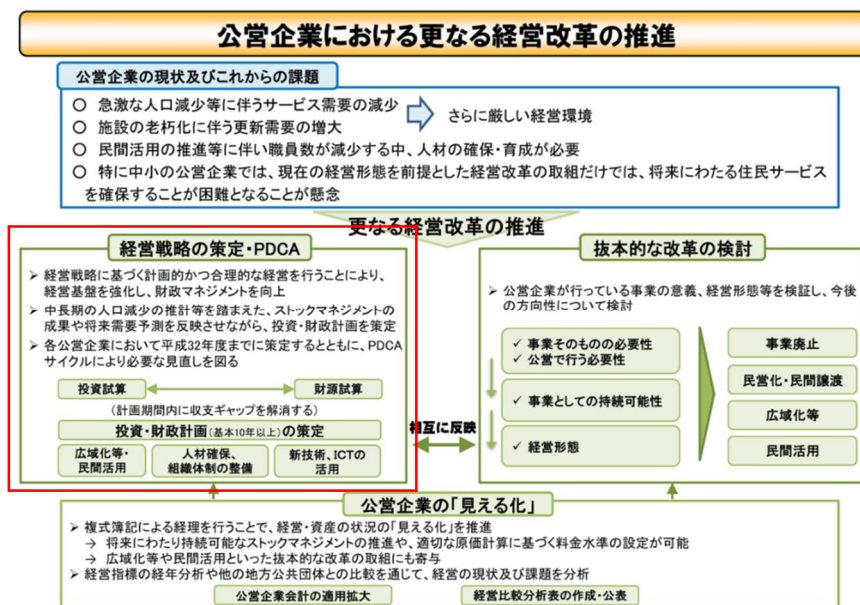 公営企業における更なる経営改革の推進
公営企業の現状及びこれからの課題
○ 急激な人口減少等に伴うサービス需要の減少
○ 施設の老朽化に伴う更新需要の増大
さらに厳しい経営環境
○ 民間活用の推進等に伴い職員数が減少する中、人材の確保・育成が必要
○ 特に中小の公営企業では、現在の経営形態を前提とした経営改革の取組だけでは、将来にわたる住民サービス
を確保することが困難となることが懸念
更なる経営改革の推進
経営戦略の策定・PDCA
➢ 経営戦略に基づく計画的かつ合理的な経営を行うことにより、
経営基盤を強化し、財政マネジメントを向上
➢ 中長期の人口減少の推計等を踏まえた、ストックマネジメントの
成果や将来需要予測を反映させながら、投資・財政計画を策定
➢ 各公営企業において平成32年度までに策定するとともに、PDCA
サイクルにより必要な見直しを図る
投資試算
財源試算
(計画期間内に収支ギャップを解消する)
投資・財政計画(基本10年以上)の策定
広域化等・
民間活用
人材確保、
組織体制の整備
新技術、ICTの
活用
相互に反映
抜本的な改革の検討
➢ 公営企業が行っている事業の意義、経営形態等を検証し、今後
の方向性について検討
✓ 事業そのものの必要性
✓ 公営で行う必要性
✓ 事業としての持続可能性
✓ 経営形態
事業廃止
民営化・民間譲渡
広域化等
民間活用
公営企業の「見える化」
➢ 複式簿記による経理を行うことで、経営・資産の状況の「見える化」を推進
→ 将来にわたり持続可能なストックマネジメントの推進や、適切な原価計算に基づく料金水準の設定が可能
→ 広域化等や民間活用といった抜本的な改革の取組にも寄与
➢ 経営指標の経年分析や他の地方公共団体との比較を通じて、経営の現状及び課題を分析
公営企業会計の適用拡大
経営比較分析表の作成・公表